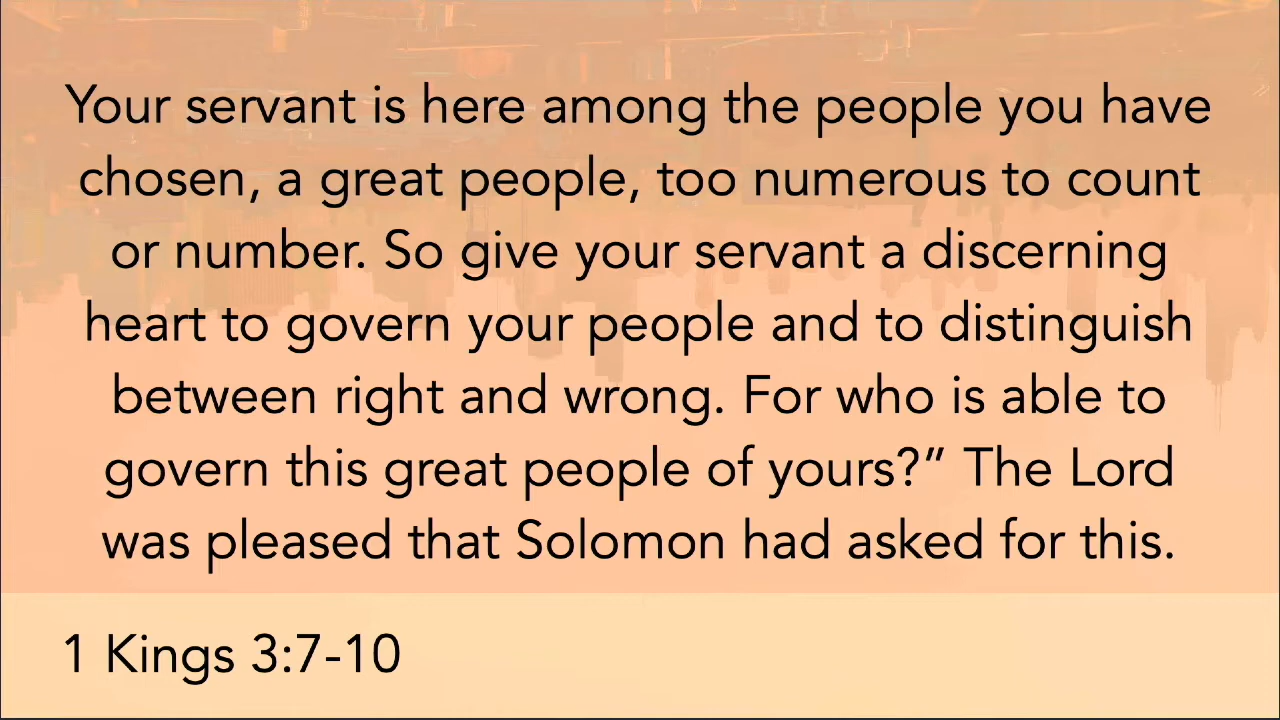 Your servant is here among the people you have
chosen, a great people, too numerous to count
or number. So give your servant a discerning
heart to govern your people and to distinguish
between right and wrong. For who is able to
govern this great people of yours?” The Lord
was pleased that Solomon had asked for this.
1 Kings 3:7-10